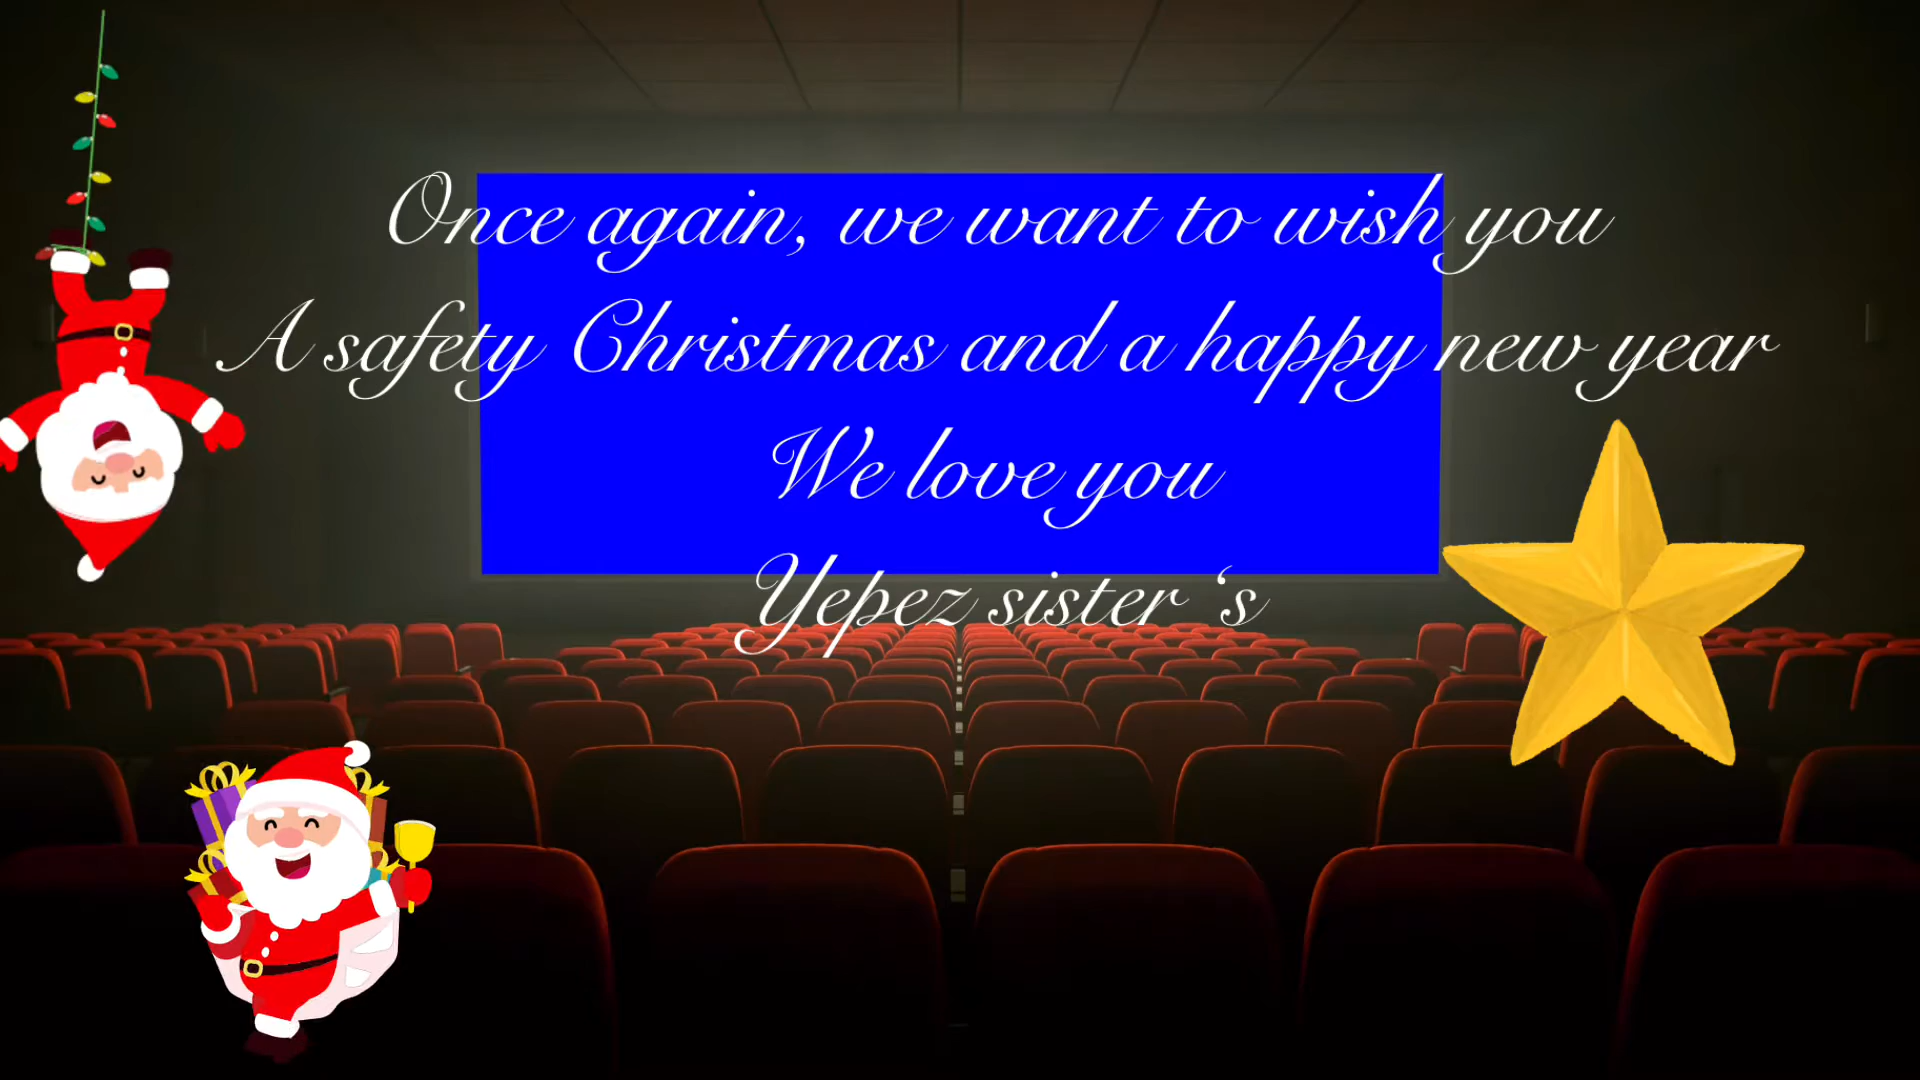 Once again, we want to wish you
A safety Christmas and a happy new year
We love you
Yepez sister ‘s